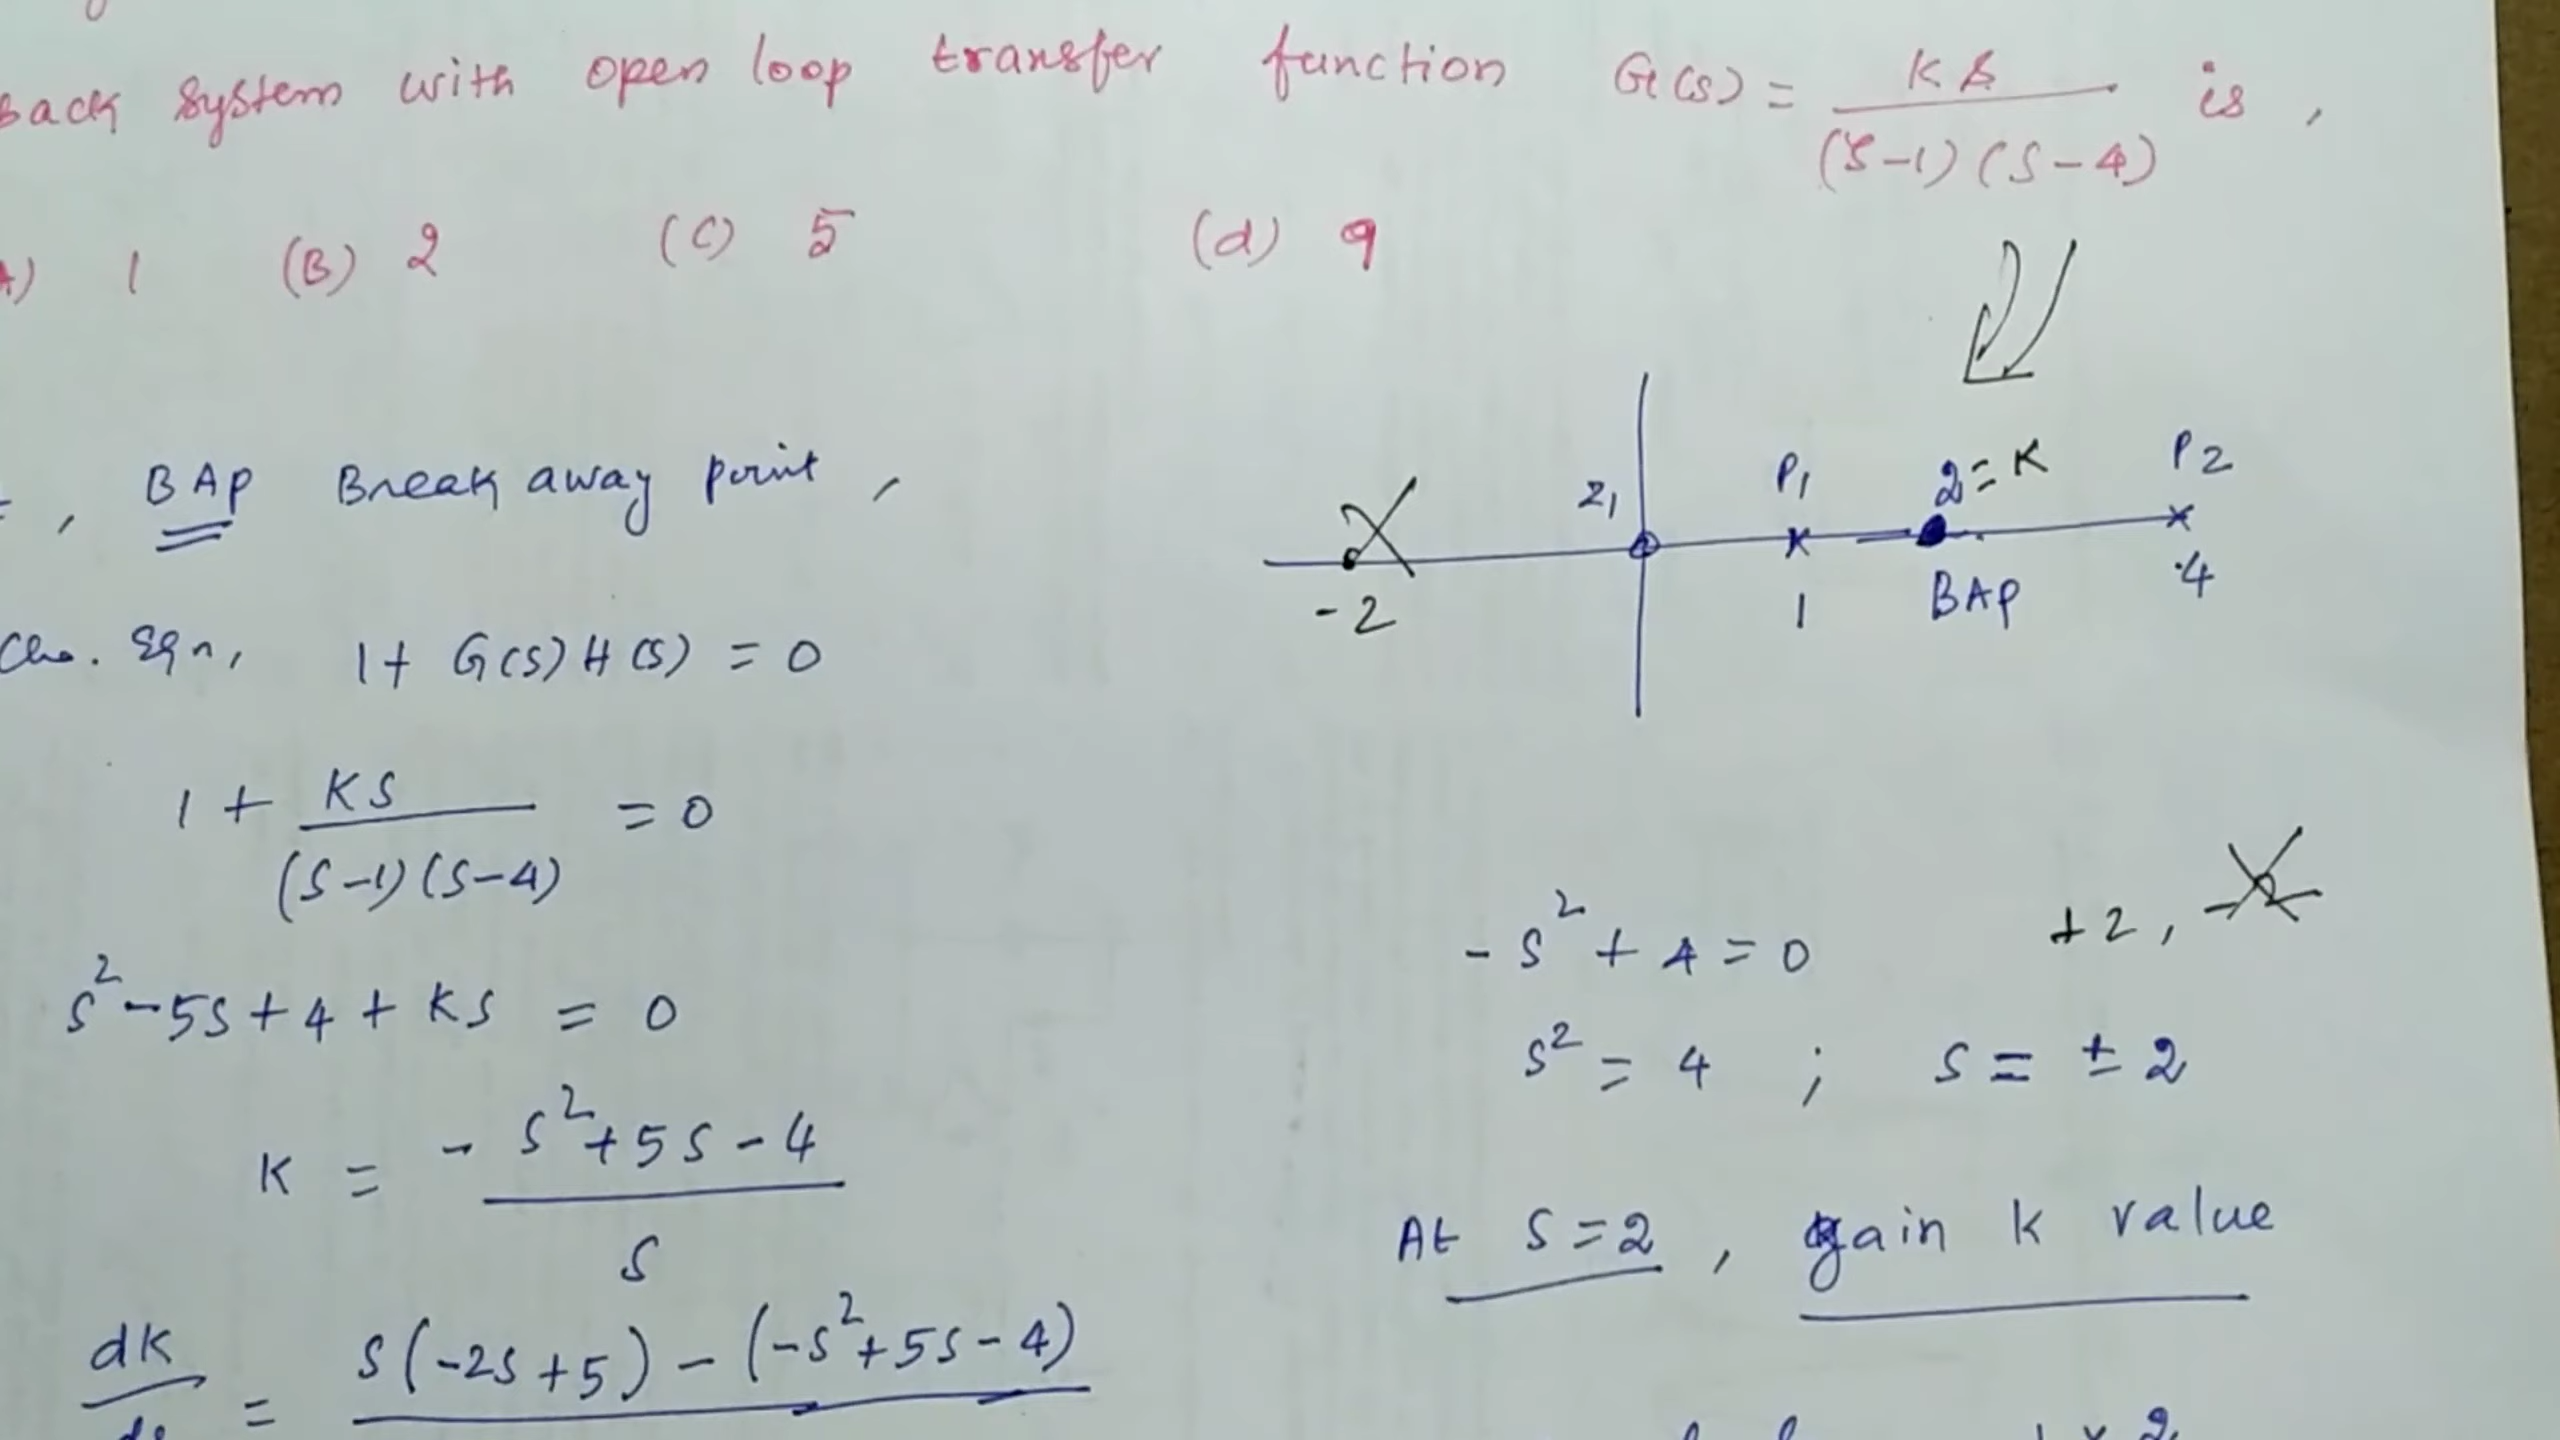 back system with open loop transfer function G(s) = KS / (S-1)(S-4) is,
A) 1 (B) 2 (C) 5 (d) 9
, BAP Break away point,
Z1 P1 2=K P2
-2 1 BAP 4
Cha. Eqn, 1+ G(S)H(S) = 0
1 + KS / (S-1)(S-4) = 0
S²-5S+4+KS = 0
K = -S²+5S-4 / S
dK/ds = S(-2S+5) - (-S²+5S-4)
-S²+4=0 +2, -2
S² = 4 ; S = ± 2
At S=2, gain K value